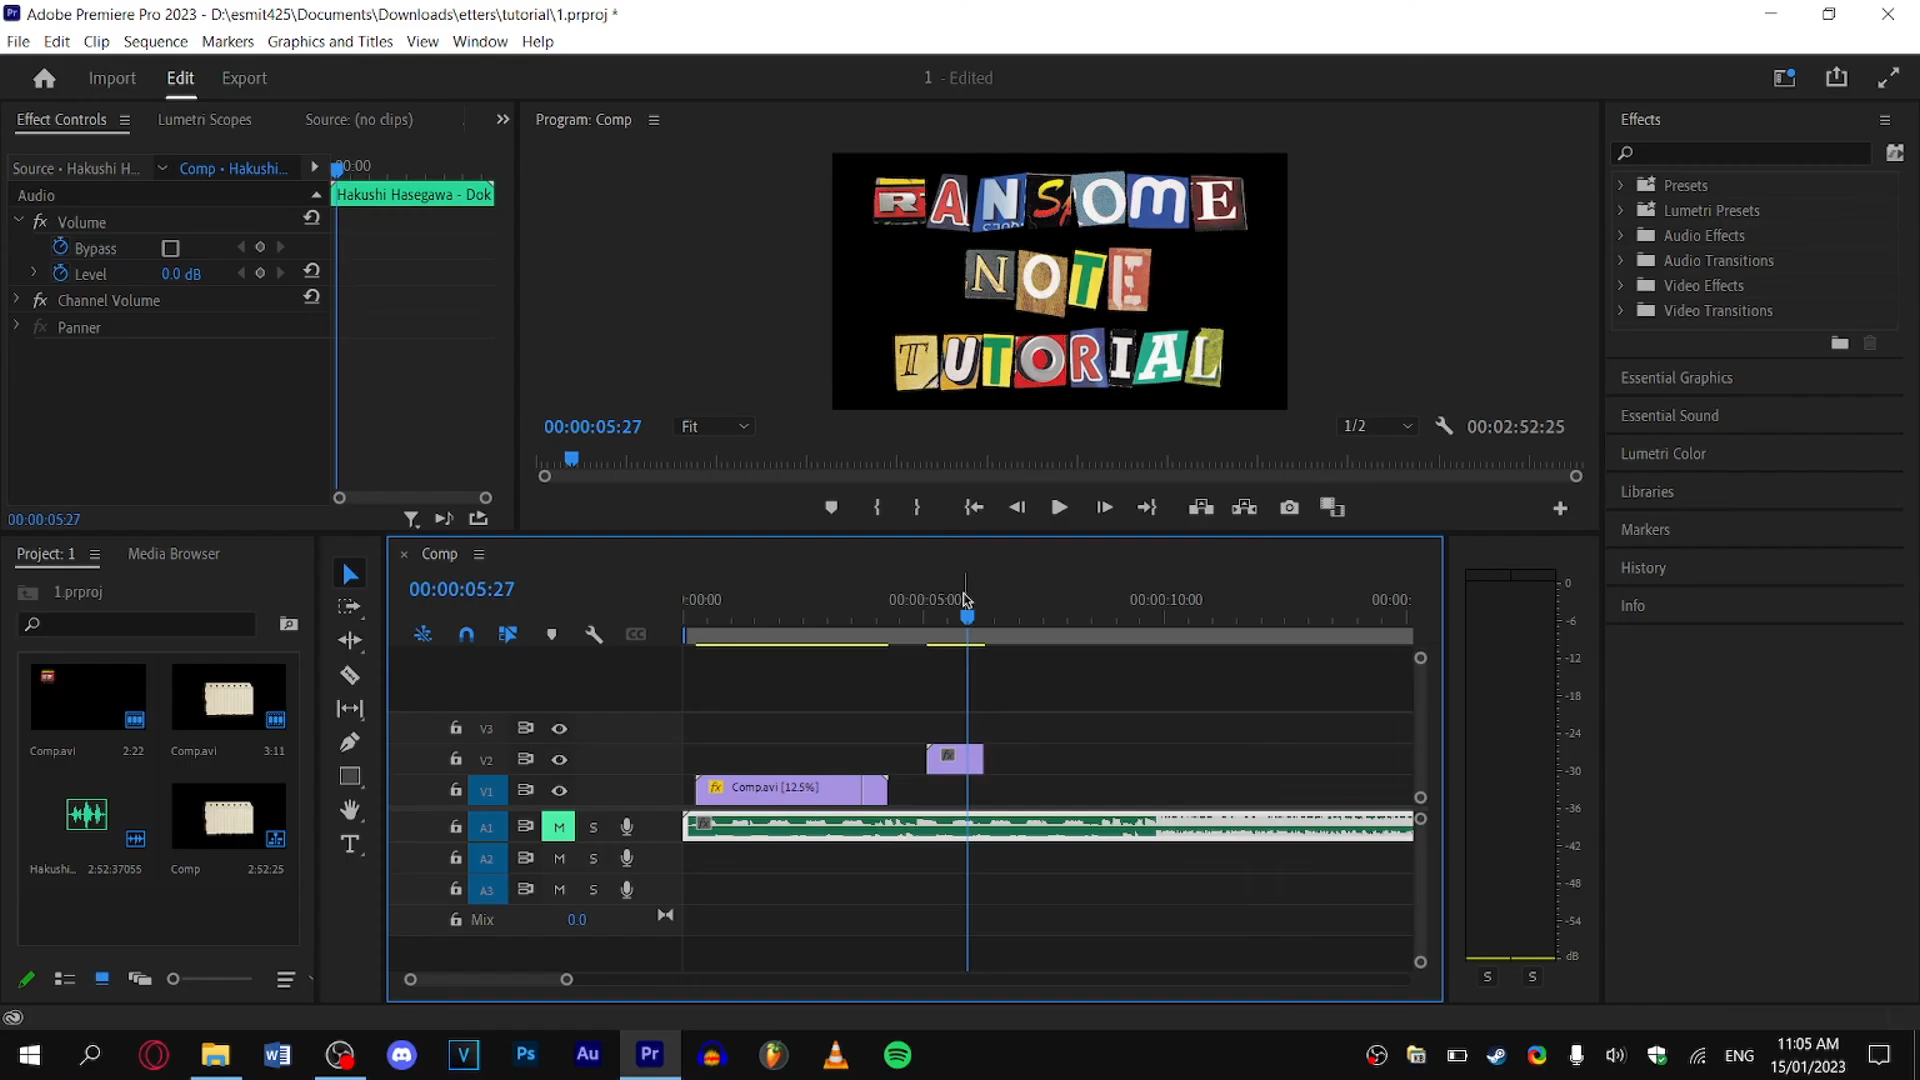 Adobe Premiere Pro 2023 - D:\esmit425\Documents\Downloads\etters\tutorial\1.prproj *
File Edit Clip Sequence Markers Graphics and Titles View Window Help
Import Edit Export
1 - Edited
Effect Controls Lumetri Scopes Source: (no clips)
Source • Hakushi H... Comp • Hakushi...
:00:00
Audio
Hakushi Hasegawa - Dok
Volume
Bypass
Level 0.0 dB
Channel Volume
Panner
00:00:05:27
Program: Comp
RANSOME
NOTE
TUTORIAL
00:00:05:27 Fit 1/2 00:02:52:25
Effects
Presets
Lumetri Presets
Audio Effects
Audio Transitions
Video Effects
Video Transitions
Essential Graphics
Essential Sound
Lumetri Color
Libraries
Markers
History
Info
Project: 1 Media Browser
1.prproj
Comp.avi 2:22
Comp.avi 3:11
Hakushi... 2:52:37055
Comp 2:52:25
Comp
00:00:05:27
:00:00 00:00:05:00 00:00:10:00 00:00:
CC
V3
V2
fx
V1
fx Comp.avi [12.5%]
A1 M S
fx
A2 M S
A3 M S
Mix 0.0
0
-6
-12
-18
-24
-30
-36
-42
-48
-54
dB
S S
V Ps Au Pr
ENG
11:05 AM
15/01/2023